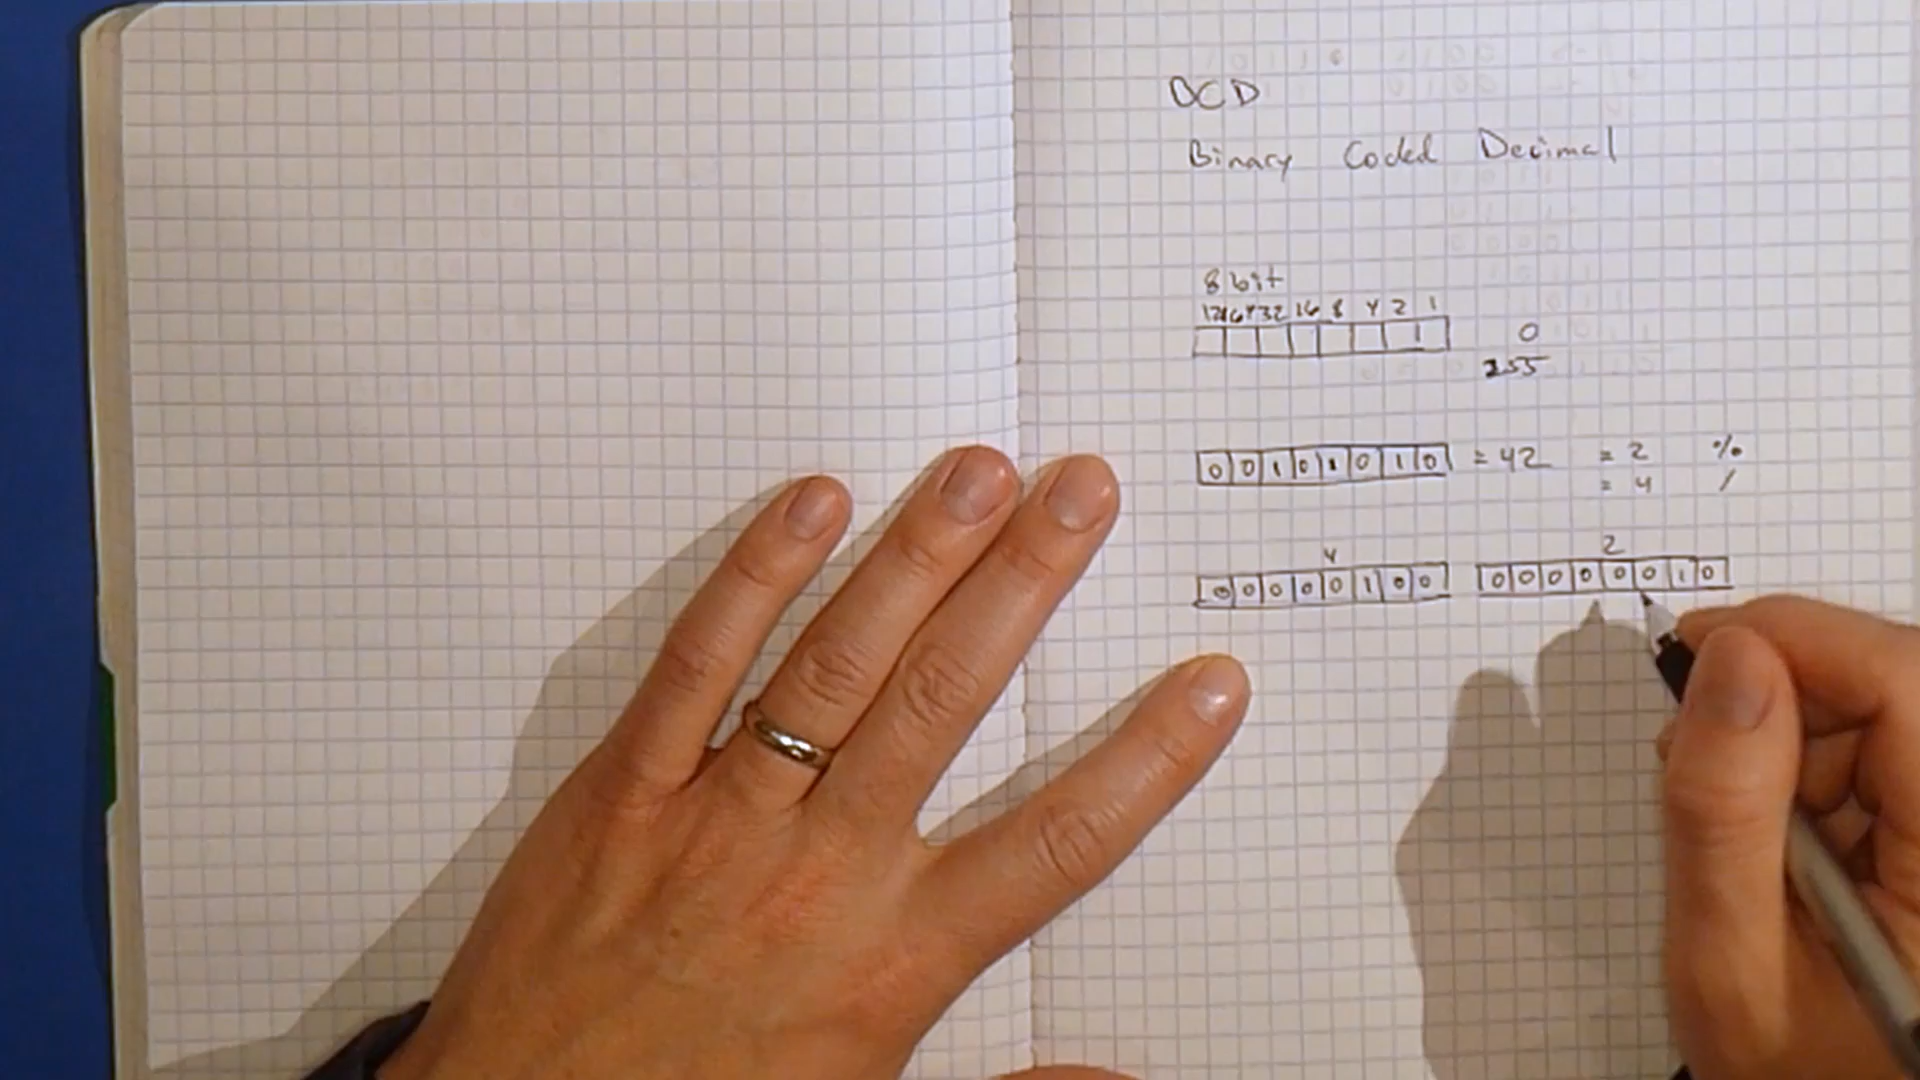 BCD
Binary Coded Decimal
8 bit
128 64 32 16 8 4 2 1
1 0
255
0 0 1 0 1 0 1 0 = 42 = 2 %
= 4 /
4 2
0 0 0 0 0 1 0 0 0 0 0 0 0 0 1 0